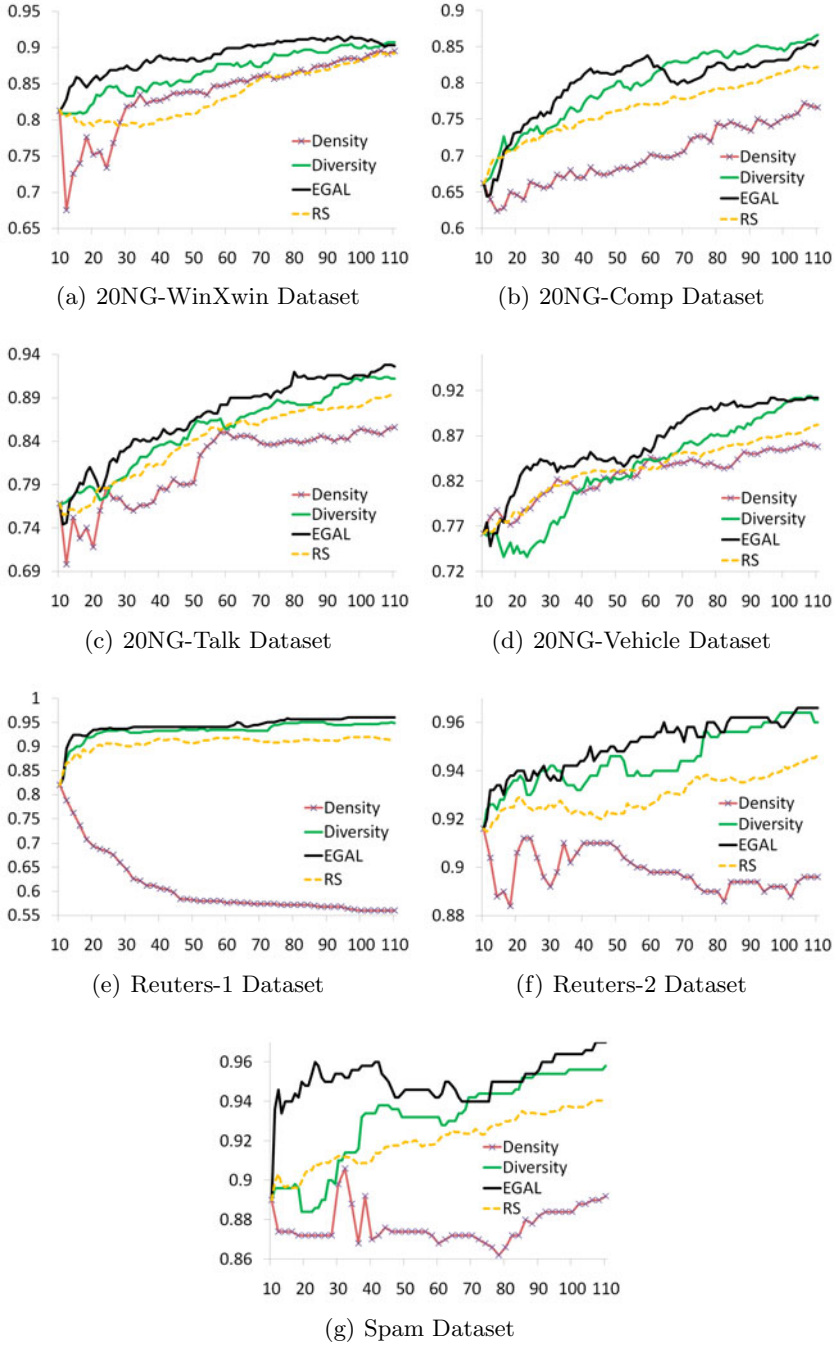 0.95
0.9
0.85
0.8
0.75
0.7
0.65
Density
Diversity
EGAL
RS
10 20 30 40 50 60 70 80 90 100 110
(a) 20NG-WinXwin Dataset
0.9
0.85
0.8
0.75
0.7
0.65
0.6
Density
Diversity
EGAL
RS
10 20 30 40 50 60 70 80 90 100 110
(b) 20NG-Comp Dataset
0.94
0.89
0.84
0.79
0.74
0.69
Density
Diversity
EGAL
RS
10 20 30 40 50 60 70 80 90 100 110
(c) 20NG-Talk Dataset
0.92
0.87
0.82
0.77
0.72
Density
Diversity
EGAL
RS
10 20 30 40 50 60 70 80 90 100 110
(d) 20NG-Vehicle Dataset
1
0.95
0.9
0.85
0.8
0.75
0.7
0.65
0.6
0.55
Density
Diversity
EGAL
RS
10 20 30 40 50 60 70 80 90 100 110
(e) Reuters-1 Dataset
0.96
0.94
0.92
0.9
0.88
Density
Diversity
EGAL
RS
10 20 30 40 50 60 70 80 90 100 110
(f) Reuters-2 Dataset
0.96
0.94
0.92
0.9
0.88
0.86
Density
Diversity
EGAL
RS
10 20 30 40 50 60 70 80 90 100 110
(g) Spam Dataset